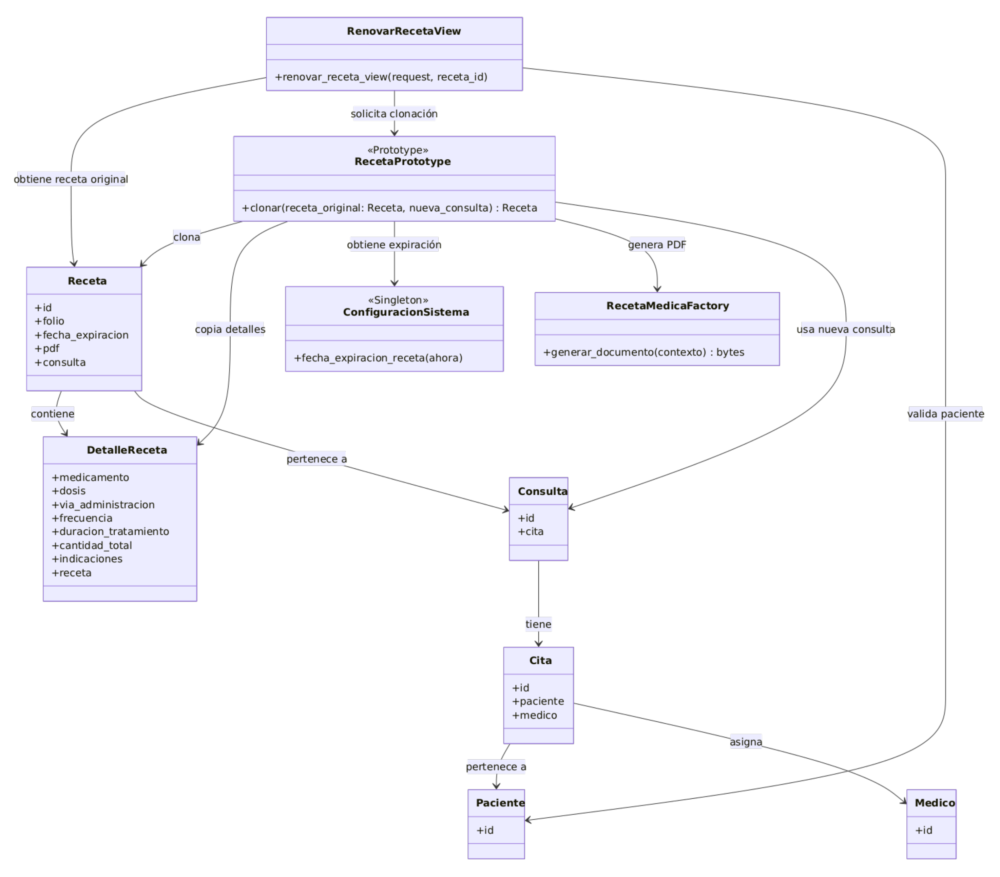 RenovarRecetaView
+renovar_receta_view(request, receta_id)
solicita clonación
«Prototype»
RecetaPrototype
+clonar(receta_original: Receta, nueva_consulta) : Receta
obtiene receta original
clona
obtiene expiración
genera PDF
Receta
+id
+folio
+fecha_expiracion
+pdf
+consulta
copia detalles
«Singleton»
ConfiguracionSistema
+fecha_expiracion_receta(ahora)
RecetaMedicaFactory
+generar_documento(contexto) : bytes
usa nueva consulta
contiene
valida paciente
DetalleReceta
+medicamento
+dosis
+via_administracion
+frecuencia
+duracion_tratamiento
+cantidad_total
+indicaciones
+receta
pertenece a
Consulta
+id
+cita
tiene
Cita
+id
+paciente
+medico
asigna
pertenece a
Paciente
+id
Medico
+id